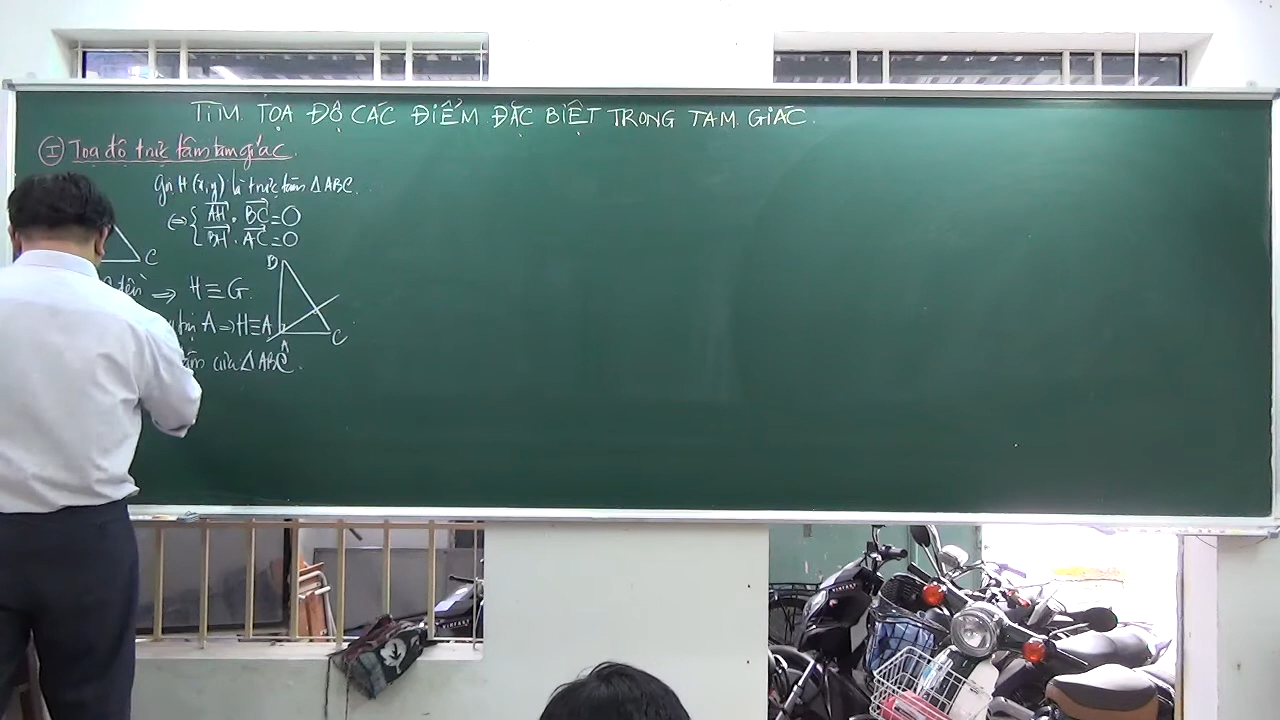 TÌM TỌA ĐỘ CÁC ĐIỂM ĐẶC BIỆT TRONG TAM GIÁC.
I Tọa độ trực tâm tam giác.
Gọi H (x,y) là trực tâm Δ ABC.
⇔ { AH . BC = 0
BH . AC = 0
C
B
⇒ H ≡ G.
A ⇒ H ≡ A
C
A
của Δ ABC.